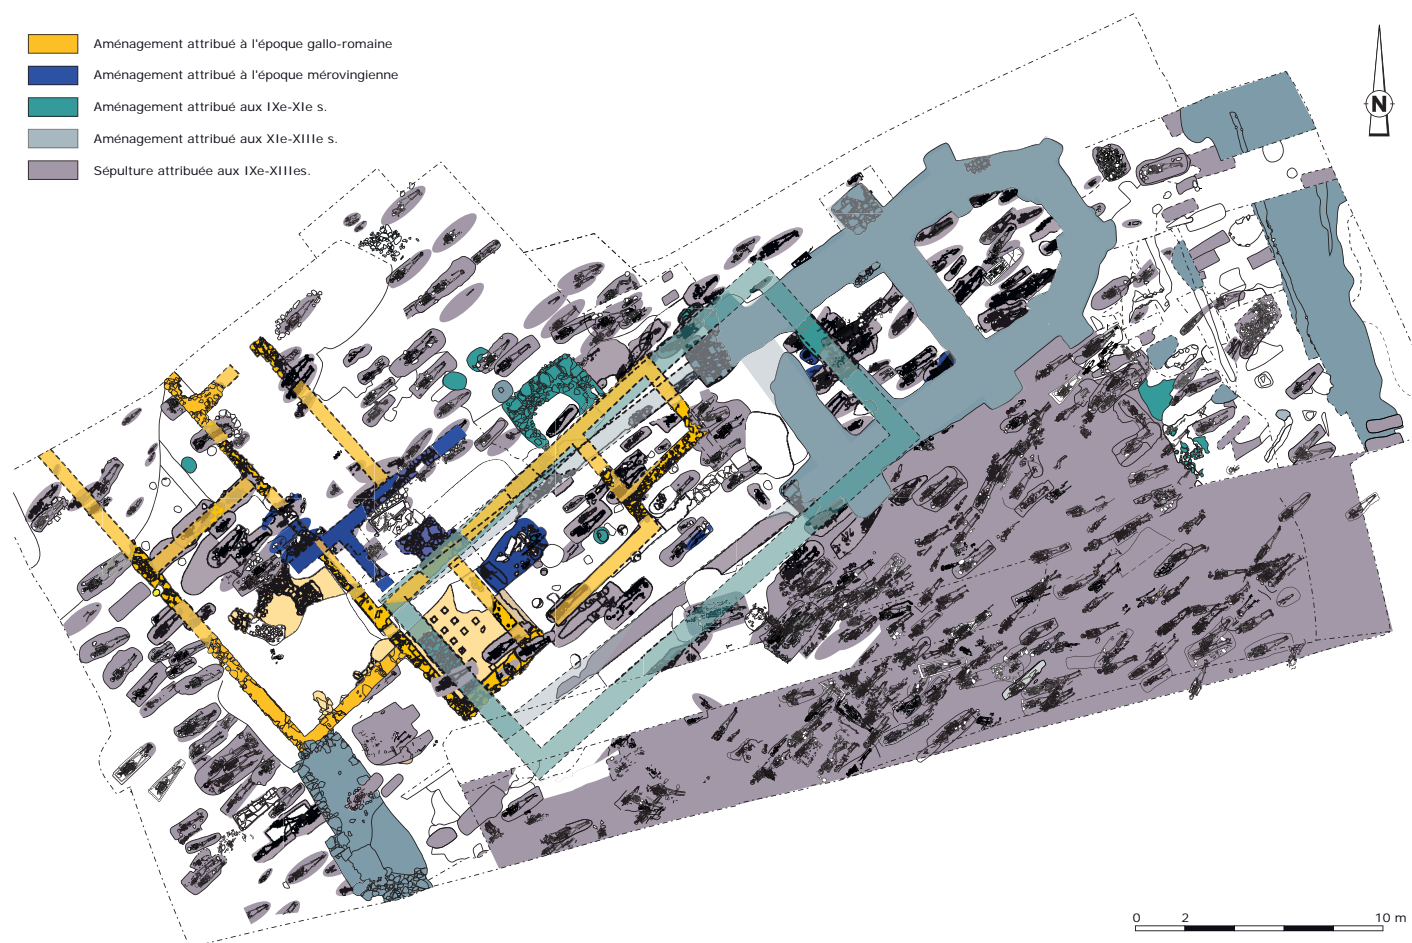 Aménagement attribué à l'époque gallo-romaine
Aménagement attribué à l'époque mérovingienne
Aménagement attribué aux IXe-XIe s.
Aménagement attribué aux XIe-XIIIe s.
Sépulture attribuée aux IXe-XIIIes.
N
0 2 10 m